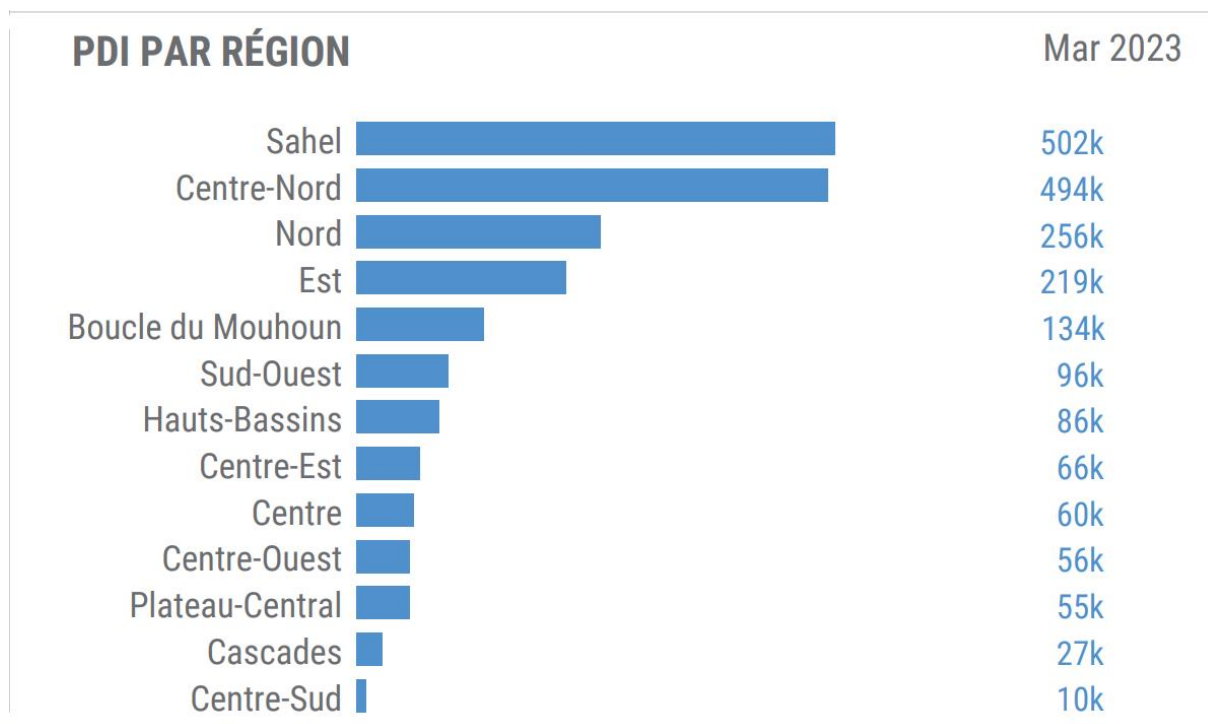 PDI PAR RÉGION Mar 2023
Sahel 502k
Centre-Nord 494k
Nord 256k
Est 219k
Boucle du Mouhoun 134k
Sud-Ouest 96k
Hauts-Bassins 86k
Centre-Est 66k
Centre 60k
Centre-Ouest 56k
Plateau-Central 55k
Cascades 27k
Centre-Sud 10k